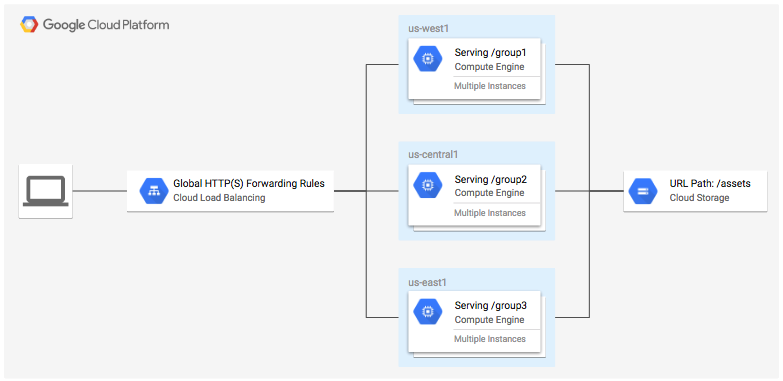 Google Cloud Platform
us-west1
Serving /group1
Compute Engine
Multiple Instances
us-central1
Serving /group2
Compute Engine
Multiple Instances
Global HTTP(S) Forwarding Rules
Cloud Load Balancing
URL Path: /assets
Cloud Storage
us-east1
Serving /group3
Compute Engine
Multiple Instances